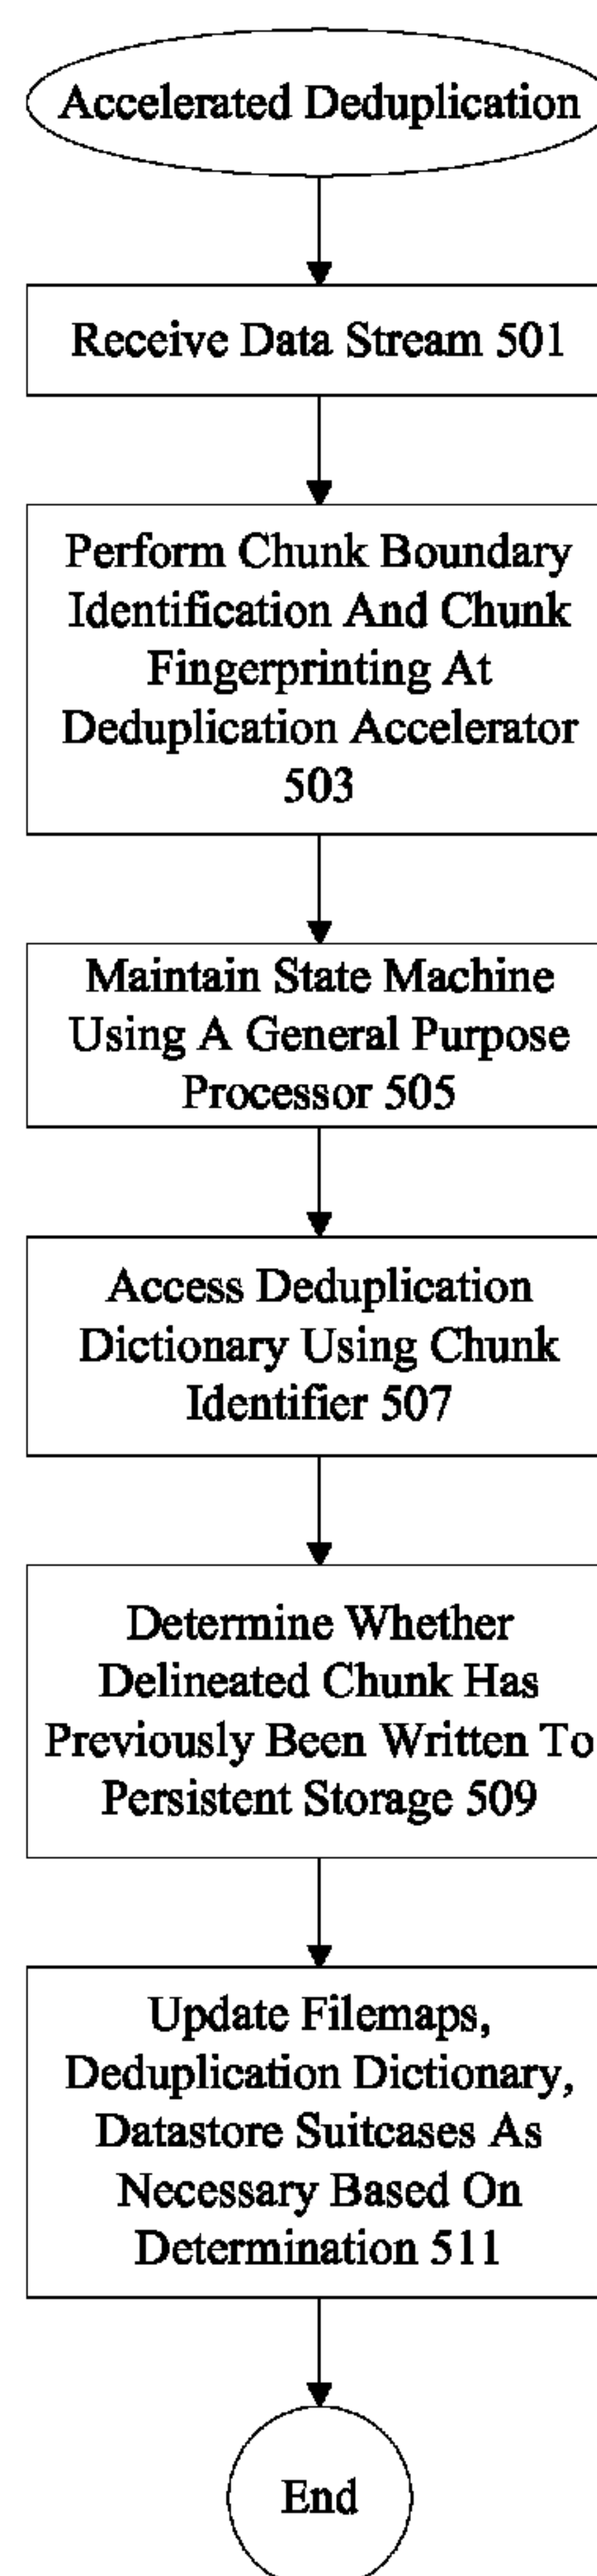 Accelerated Deduplication
Receive Data Stream 501
Perform Chunk Boundary
Identification And Chunk
Fingerprinting At
Deduplication Accelerator
503
Maintain State Machine
Using A General Purpose
Processor 505
Access Deduplication
Dictionary Using Chunk
Identifier 507
Determine Whether
Delineated Chunk Has
Previously Been Written To
Persistent Storage 509
Update Filemaps,
Deduplication Dictionary,
Datastore Suitcases As
Necessary Based On
Determination 511
End